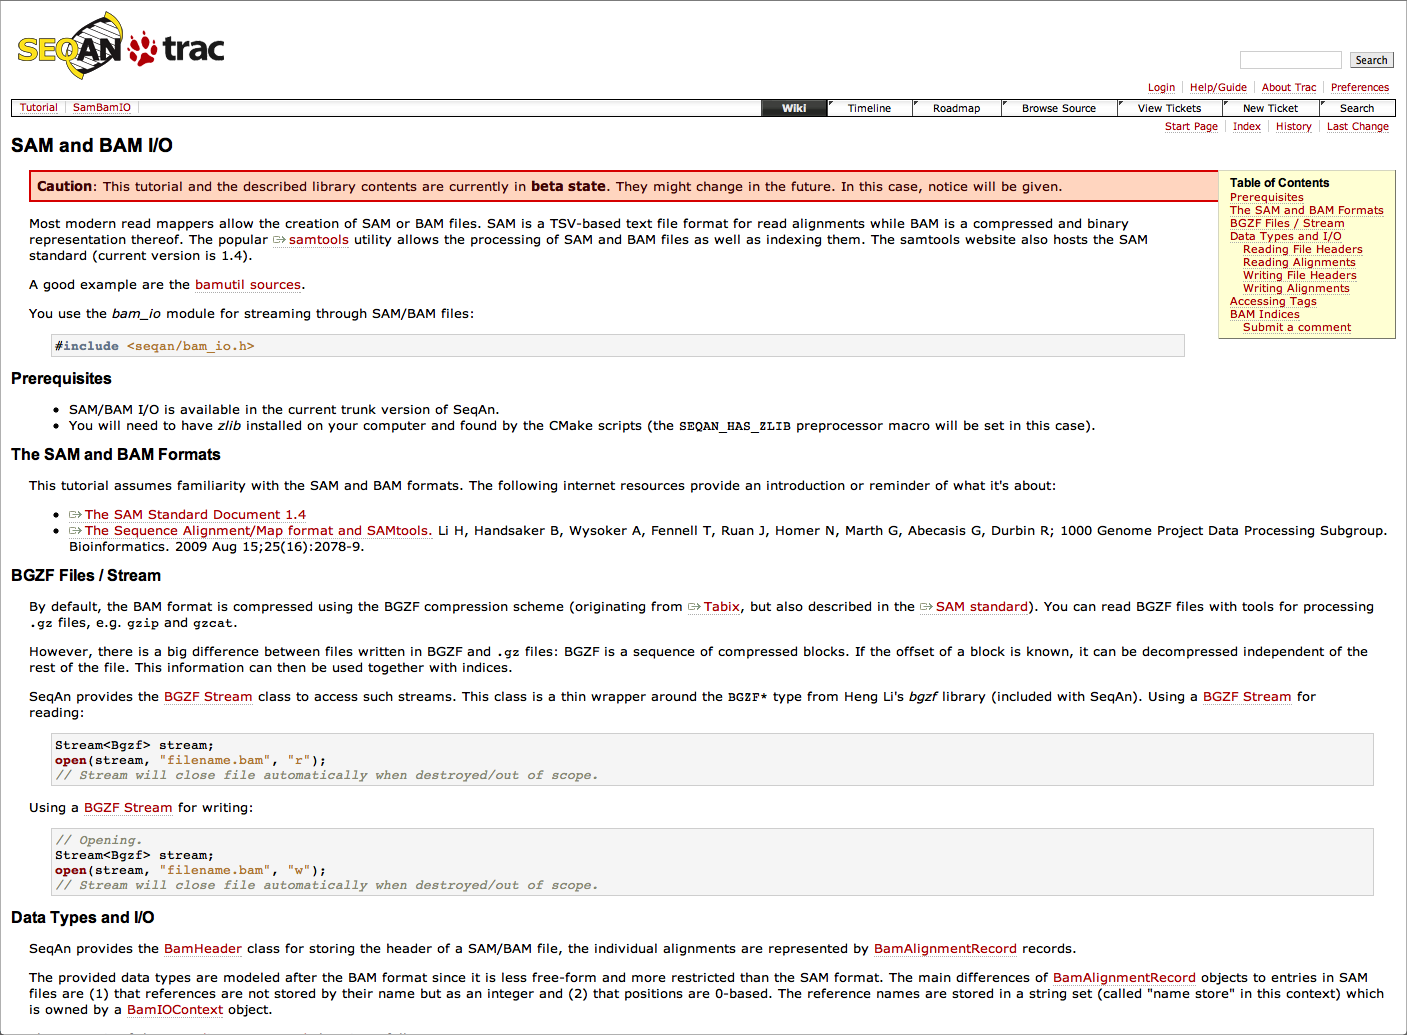 SEQAN trac
Search
Login Help/Guide About Trac Preferences
Tutorial SamBamIO
Wiki Timeline Roadmap Browse Source View Tickets New Ticket Search
Start Page Index History Last Change
SAM and BAM I/O
Caution: This tutorial and the described library contents are currently in beta state. They might change in the future. In this case, notice will be given.
Table of Contents
Prerequisites
The SAM and BAM Formats
BGZF Files / Stream
Data Types and I/O
Reading File Headers
Reading Alignments
Writing File Headers
Writing Alignments
Accessing Tags
BAM Indices
Submit a comment
Most modern read mappers allow the creation of SAM or BAM files. SAM is a TSV-based text file format for read alignments while BAM is a compressed and binary
representation thereof. The popular samtools utility allows the processing of SAM and BAM files as well as indexing them. The samtools website also hosts the SAM
standard (current version is 1.4).
A good example are the bamutil sources.
You use the bam_io module for streaming through SAM/BAM files:
#include <seqan/bam_io.h>
Prerequisites
• SAM/BAM I/O is available in the current trunk version of SeqAn.
• You will need to have zlib installed on your computer and found by the CMake scripts (the SEQAN_HAS_ZLIB preprocessor macro will be set in this case).
The SAM and BAM Formats
This tutorial assumes familiarity with the SAM and BAM formats. The following internet resources provide an introduction or reminder of what it's about:
• The SAM Standard Document 1.4
• The Sequence Alignment/Map format and SAMtools. Li H, Handsaker B, Wysoker A, Fennell T, Ruan J, Homer N, Marth G, Abecasis G, Durbin R; 1000 Genome Project Data Processing Subgroup.
Bioinformatics. 2009 Aug 15;25(16):2078-9.
BGZF Files / Stream
By default, the BAM format is compressed using the BGZF compression scheme (originating from Tabix, but also described in the SAM standard). You can read BGZF files with tools for processing
.gz files, e.g. gzip and gzcat.
However, there is a big difference between files written in BGZF and .gz files: BGZF is a sequence of compressed blocks. If the offset of a block is known, it can be decompressed independent of the
rest of the file. This information can then be used together with indices.
SeqAn provides the BGZF Stream class to access such streams. This class is a thin wrapper around the BGZF* type from Heng Li's bgzf library (included with SeqAn). Using a BGZF Stream for
reading:
Stream<Bgzf> stream;
open(stream, "filename.bam", "r");
// Stream will close file automatically when destroyed/out of scope.
Using a BGZF Stream for writing:
// Opening.
Stream<Bgzf> stream;
open(stream, "filename.bam", "w");
// Stream will close file automatically when destroyed/out of scope.
Data Types and I/O
SeqAn provides the BamHeader class for storing the header of a SAM/BAM file, the individual alignments are represented by BamAlignmentRecord records.
The provided data types are modeled after the BAM format since it is less free-form and more restricted than the SAM format. The main differences of BamAlignmentRecord objects to entries in SAM
files are (1) that references are not stored by their name but as an integer and (2) that positions are 0-based. The reference names are stored in a string set (called "name store" in this context) which
is owned by a BamIOContext object.